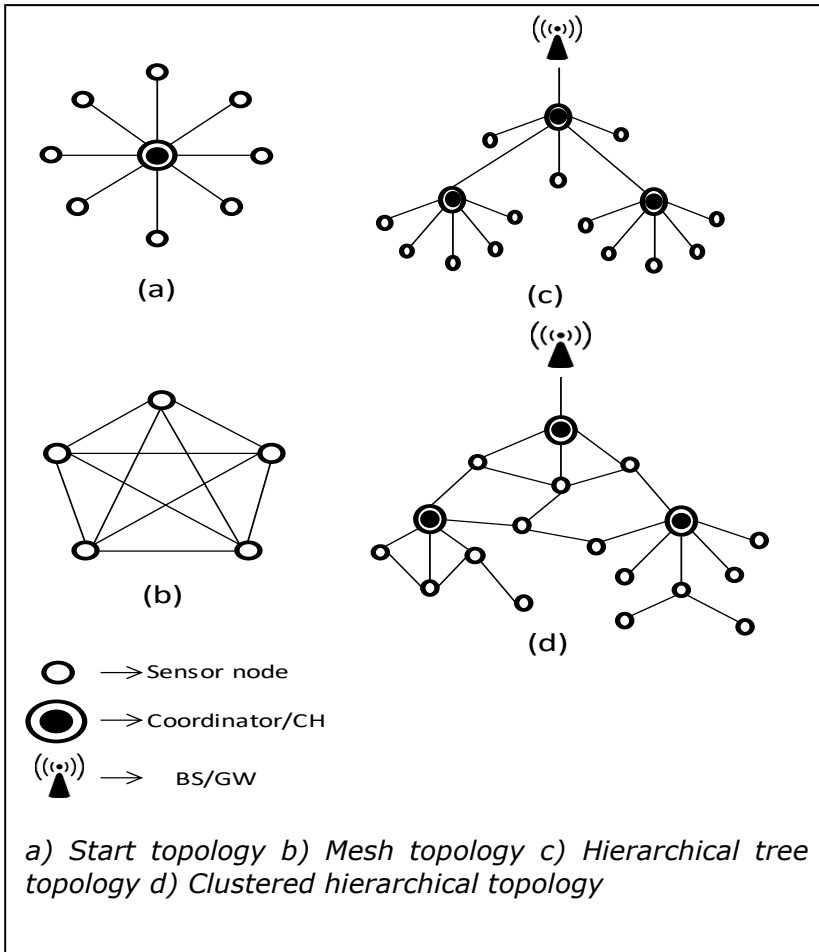 (a)
(c)
(b)
(d)
Sensor node
Coordinator/CH
BS/GW
a) Start topology b) Mesh topology c) Hierarchical tree
topology d) Clustered hierarchical topology